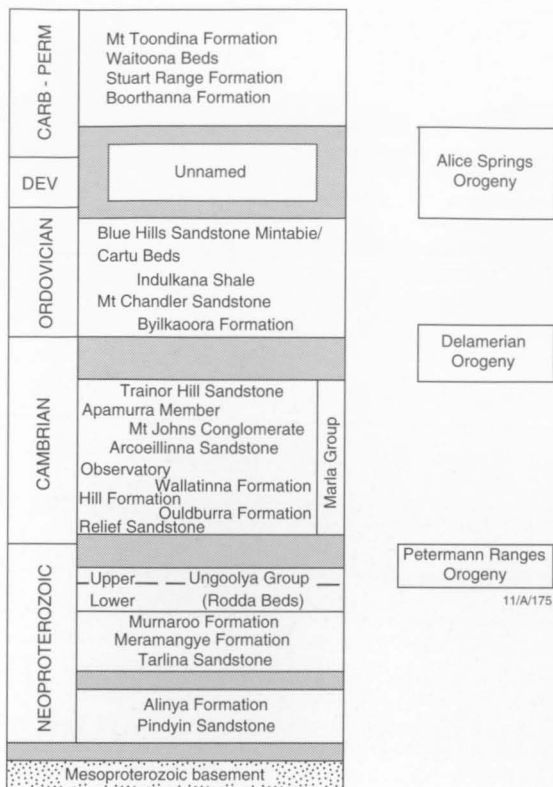 CARB - PERM
Mt Toondina Formation
Waitoona Beds
Stuart Range Formation
Boorthanna Formation
DEV
Unnamed
Alice Springs
Orogeny
ORDOVICIAN
Blue Hills Sandstone Mintabie/
Cartu Beds
Indulkana Shale
Mt Chandler Sandstone
Byilkaoora Formation
Delamerian
Orogeny
CAMBRIAN
Trainor Hill Sandstone
Apamurra Member
Mt Johns Conglomerate
Arcoeillinna Sandstone
Observatory
Wallatinna Formation
Hill Formation
Ouldburra Formation
Relief Sandstone
Marla Group
Petermann Ranges
Orogeny
11/A/175
NEOPROTEROZOIC
Upper Ungoolya Group
Lower (Rodda Beds)
Murnaroo Formation
Meramangye Formation
Tarlina Sandstone
Alinya Formation
Pindyin Sandstone
Mesoproterozoic basement